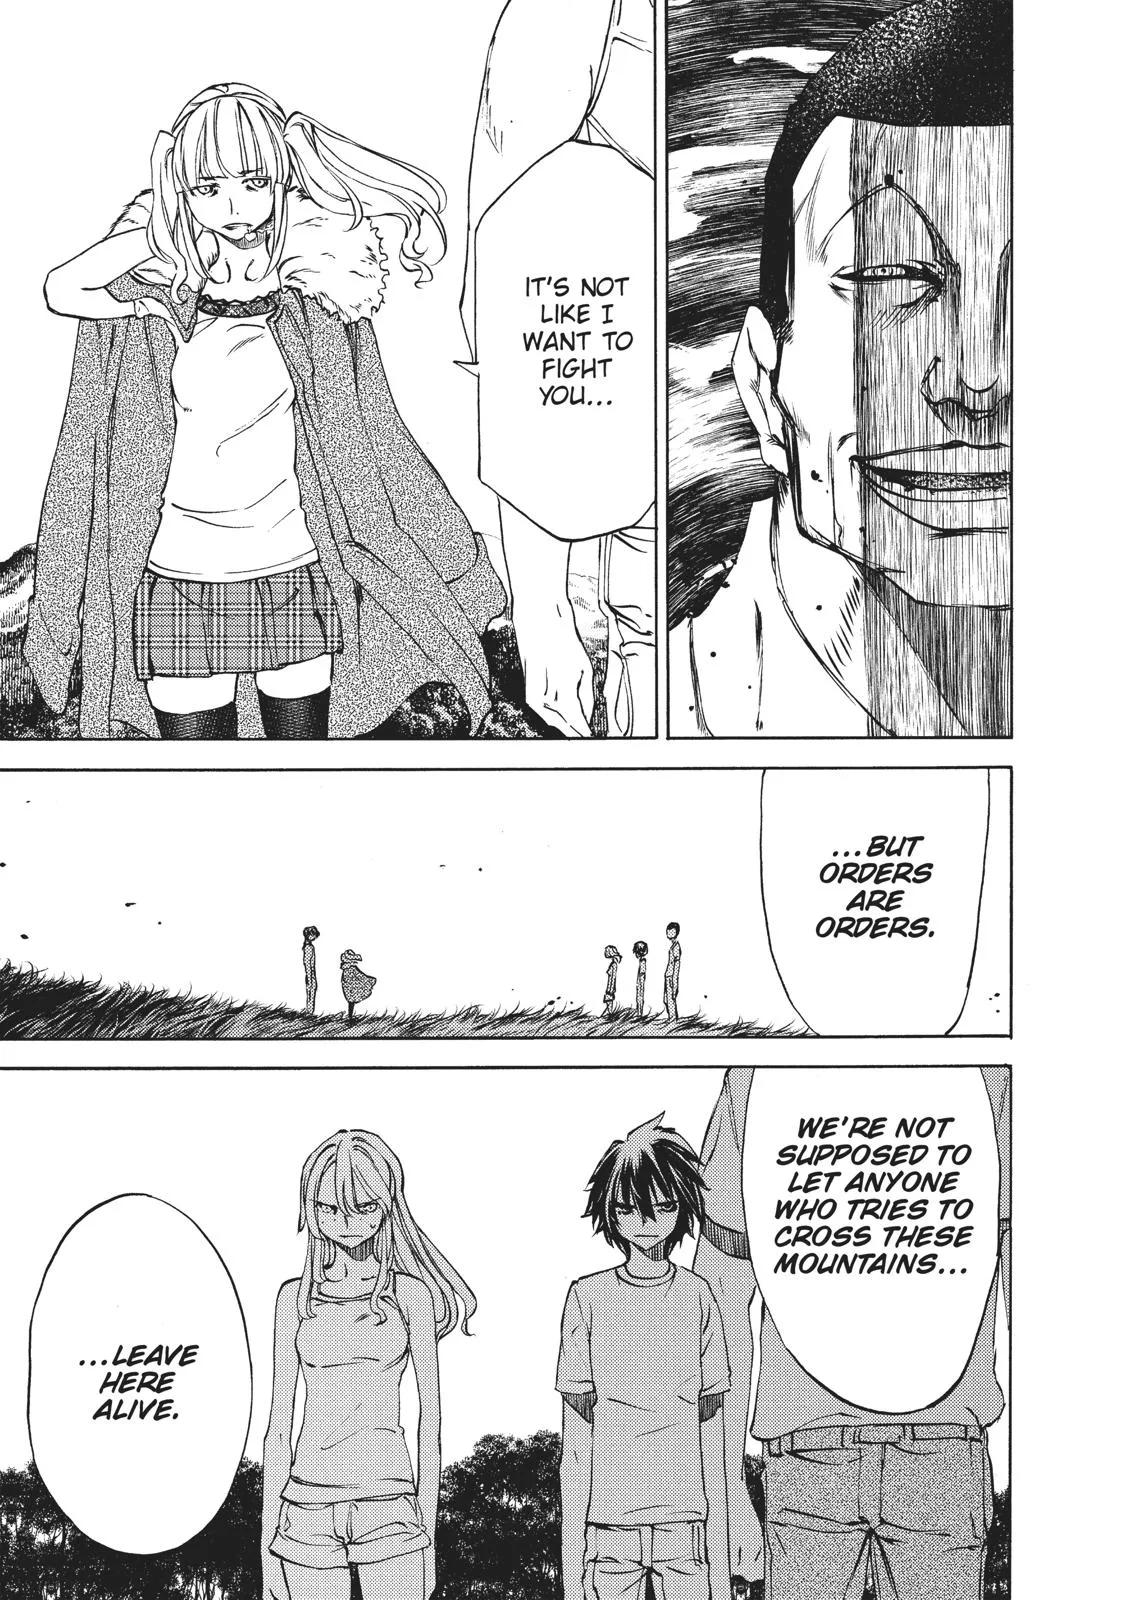 IT'S NOT
LIKE I
WANT TO
FIGHT
YOU...
...BUT
ORDERS
ARE
ORDERS.
WE'RE NOT
SUPPOSED TO
LET ANYONE
WHO TRIES TO
CROSS THESE
MOUNTAINS...
...LEAVE
HERE
ALIVE.